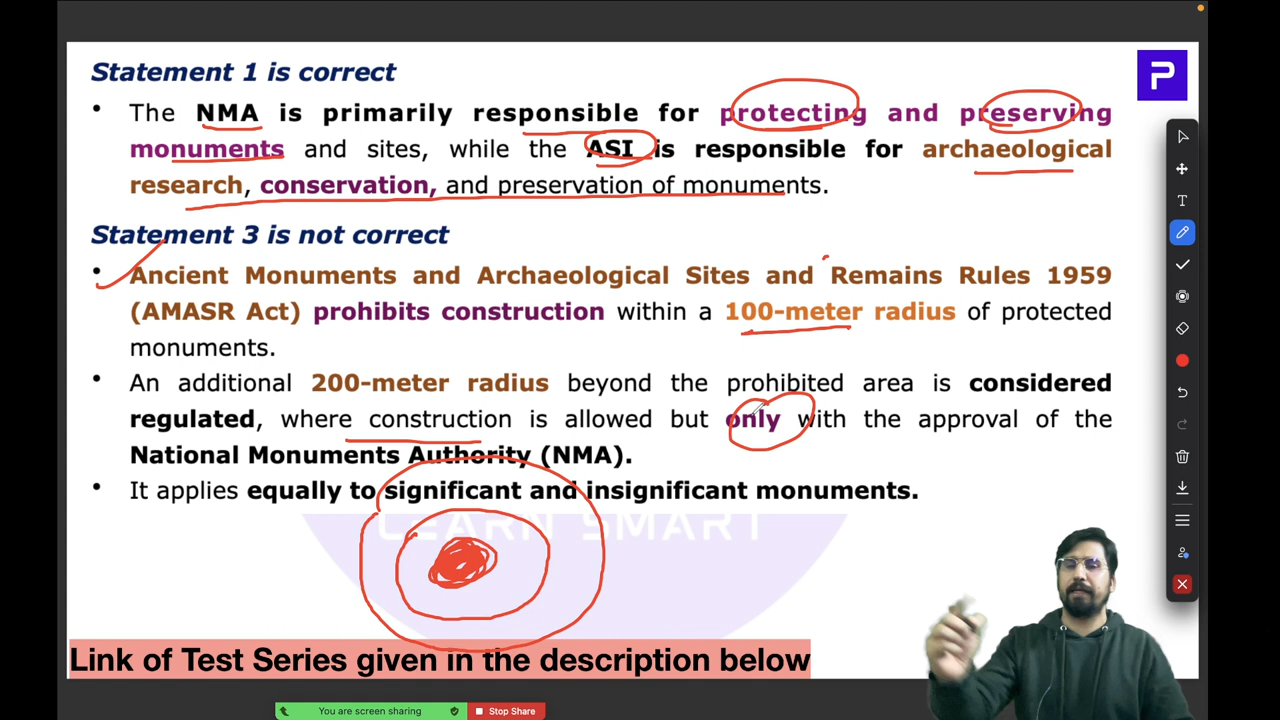 Statement 1 is correct
P
• The NMA is primarily responsible for protecting and preserving
monuments and sites, while the ASI is responsible for archaeological
research, conservation, and preservation of monuments.
Statement 3 is not correct
• Ancient Monuments and Archaeological Sites and Remains Rules 1959
(AMASR Act) prohibits construction within a 100-meter radius of protected
monuments.
• An additional 200-meter radius beyond the prohibited area is considered
regulated, where construction is allowed but only with the approval of the
National Monuments Authority (NMA).
• It applies equally to significant and insignificant monuments.
LEARN SMART
Link of Test Series given in the description below
You are screen sharing
Stop Share
T